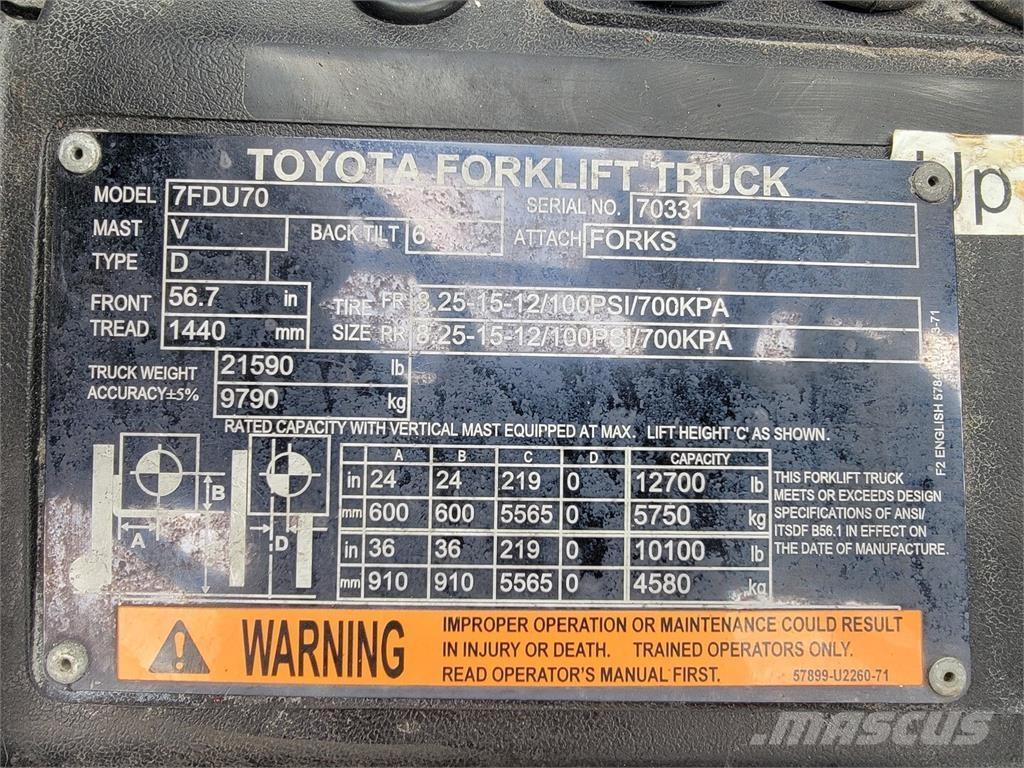 TOYOTA FORKLIFT TRUCK
MODEL 7FDU70 SERIAL NO. 70331
MAST V BACK TILT 6 ATTACH FORKS
TYPE D
FRONT TREAD 56.7 in TIRE SIZE FR 8.25-15-12/100PSI/700KPA
1440 mm RR 8.25-15-12/100PSI/700KPA
TRUCK WEIGHT 21590 lb
ACCURACY±5% 9790 kg
RATED CAPACITY WITH VERTICAL MAST EQUIPPED AT MAX. LIFT HEIGHT 'C' AS SHOWN.
A B C D CAPACITY
in 24 24 219 0 12700 lb
mm 600 600 5565 0 5750 kg
in 36 36 219 0 10100 lb
mm 910 910 5565 0 4580 kg
A B D
THIS FORKLIFT TRUCK
MEETS OR EXCEEDS DESIGN
SPECIFICATIONS OF ANSI/
ITSDF B56.1 IN EFFECT ON
THE DATE OF MANUFACTURE.
F2 ENGLISH
WARNING
IMPROPER OPERATION OR MAINTENANCE COULD RESULT
IN INJURY OR DEATH. TRAINED OPERATORS ONLY.
READ OPERATOR'S MANUAL FIRST. 57899-U2260-71
Up
MASCUS